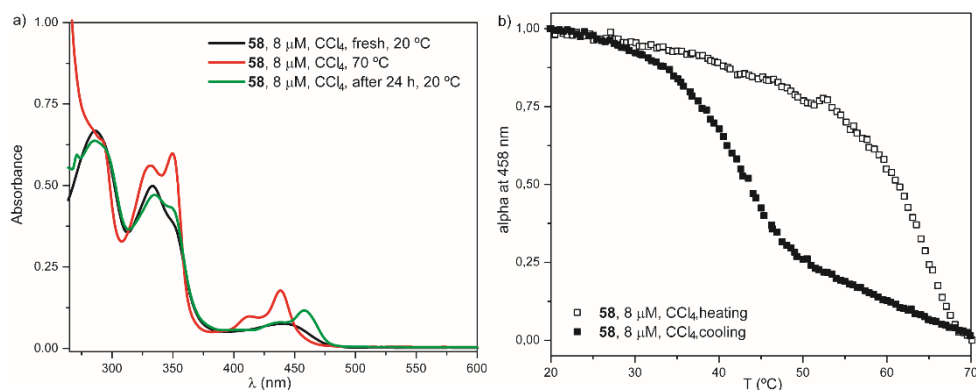 a)
58, 8 μM, CCl₄, fresh, 20 ºC
58, 8 μM, CCl₄, 70 ºC
58, 8 μM, CCl₄, after 24 h, 20 ºC
1.00
0.75
0.50
0.25
0.00
Absorbance
300 350 400 450 500 550 600
λ (nm)
b)
1,00
0,75
0,50
0,25
0,00
alpha at 458 nm
58, 8 μM, CCl₄,heating
58, 8 μM, CCl₄,cooling
20 30 40 50 60 70
T (ºC)